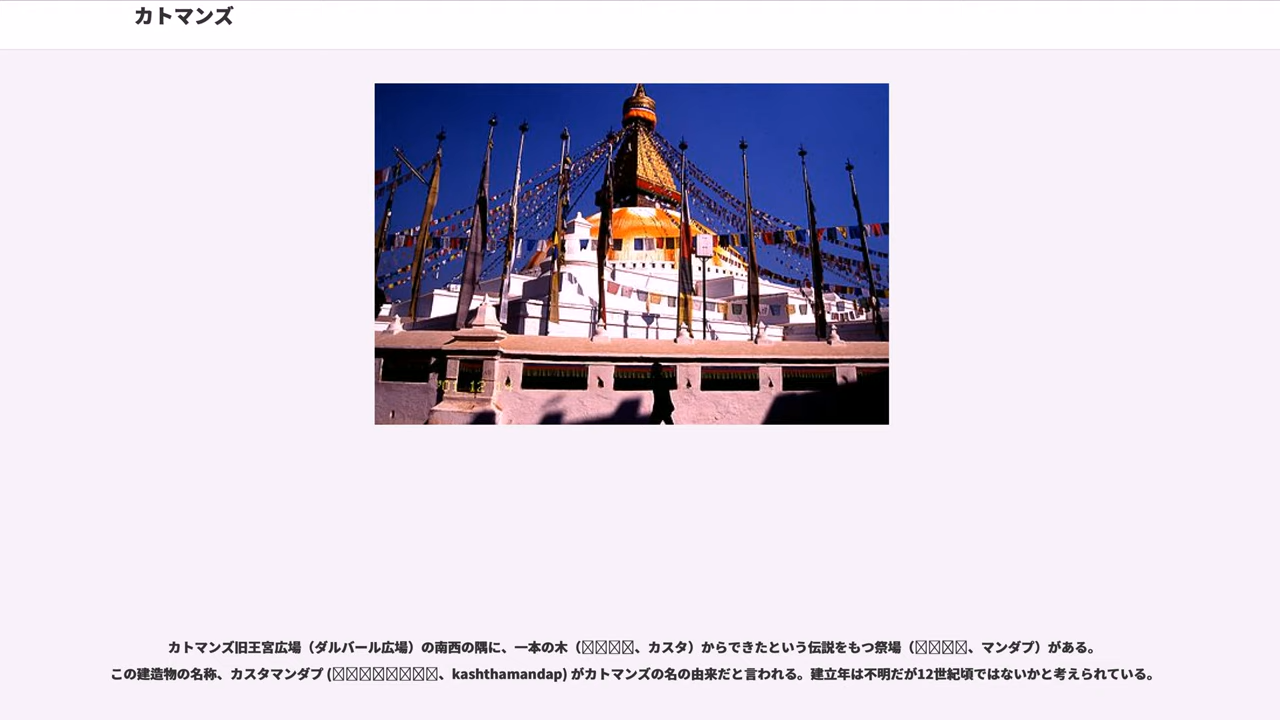 カトマンズ
カトマンズ旧王宮広場（ダルバール広場）の南西の隅に、一本の木（、カスタ）からできたという伝説をもつ祭場（、マンダプ）がある。
この建造物の名称、カスタマンダプ (、kashthamandap) がカトマンズの名の由来だと言われる。建立年は不明だが12世紀頃ではないかと考えられている。